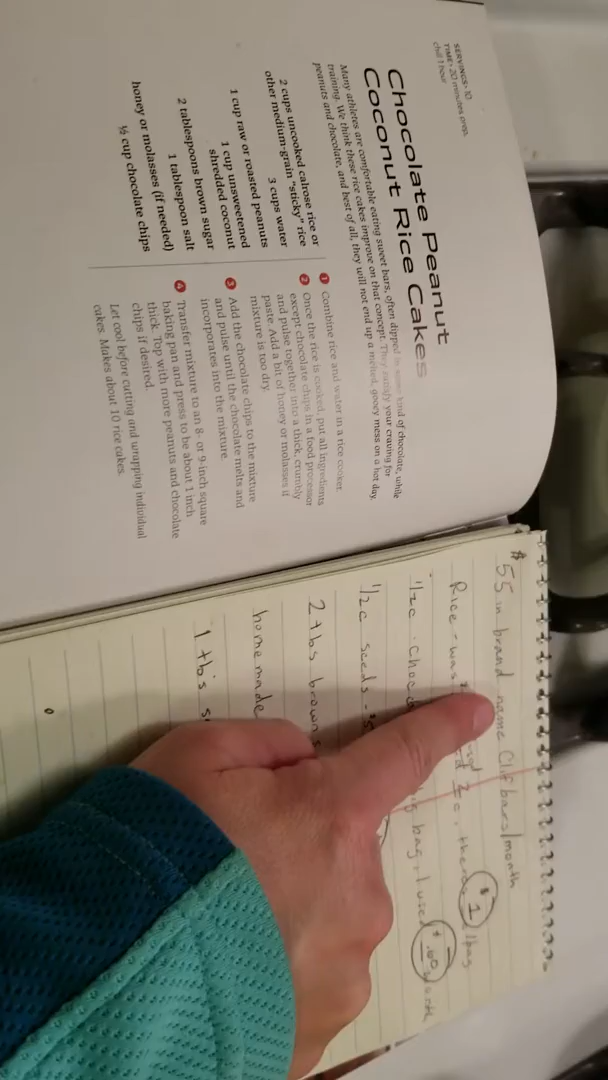 SERVINGS › 10
TIME › 20 minutes prep,
chill 1 hour
Chocolate Peanut
Coconut Rice Cakes
Many athletes are comfortable eating sweet bars, often dipped in some kind of chocolate, while
training. We think these rice cakes improve on that concept. They satisfy your craving for
peanuts and chocolate, and best of all, they will not end up a melted, gooey mess on a hot day.
2 cups uncooked calrose rice or
other medium-grain "sticky" rice
3 cups water
1 cup raw or roasted peanuts
1 cup unsweetened
shredded coconut
2 tablespoons brown sugar
1 tablespoon salt
honey or molasses (if needed)
½ cup chocolate chips
1 Combine rice and water in a rice cooker.
2 Once the rice is cooked, put all ingredients
except chocolate chips in a food processor
and pulse together into a thick, crumbly
paste. Add a bit of honey or molasses if
mixture is too dry.
3 Add the chocolate chips to the mixture
and pulse until the chocolate melts and
incorporates into the mixture.
4 Transfer mixture to an 8- or 9-inch square
baking pan and press to be about 1 inch
thick. Top with more peanuts and chocolate
chips if desired.
Let cool before cutting and wrapping individual
cakes. Makes about 10 rice cakes.
$55 in brand name Clif bars/month
Rice - was 2 c, $1 /bag
1/2c choco bag, I used $.60
1/2c seeds -
2 tbs brown
homemade
1 tbs